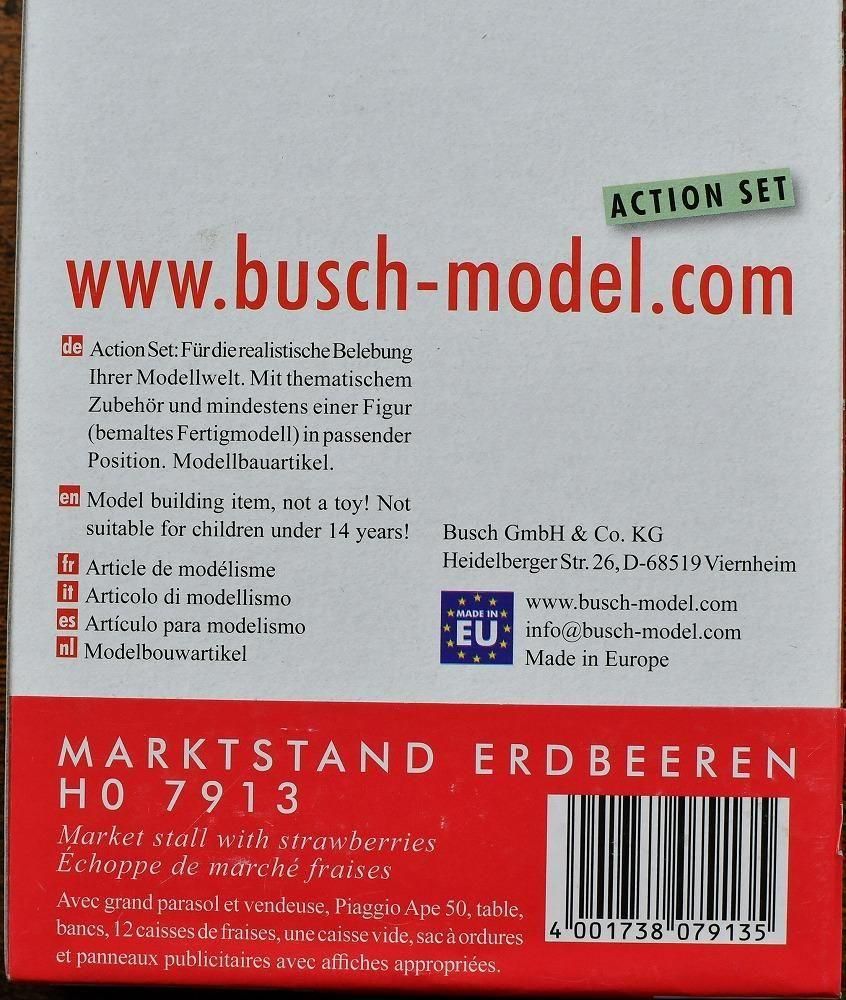 ACTION SET
www.busch-model.com
de Action Set: Für die realistische Belebung
Ihrer Modellwelt. Mit thematischem
Zubehör und mindestens einer Figur
(bemaltes Fertigmodell) in passender
Position. Modellbauartikel.
en Model building item, not a toy! Not
suitable for children under 14 years!
fr Article de modélisme
it Articolo di modellismo
es Artículo para modelismo
nl Modelbouwartikel
Busch GmbH & Co. KG
Heidelberger Str. 26, D-68519 Viernheim
MADE IN
EU
www.busch-model.com
info@busch-model.com
Made in Europe
MARKTSTAND ERDBEEREN
H0 7913
Market stall with strawberries
Échoppe de marché fraises
Avec grand parasol et vendeuse, Piaggio Ape 50, table,
bancs, 12 caisses de fraises, une caisse vide, sac à ordures
et panneaux publicitaires avec affiches appropriées.
4 001738 079135